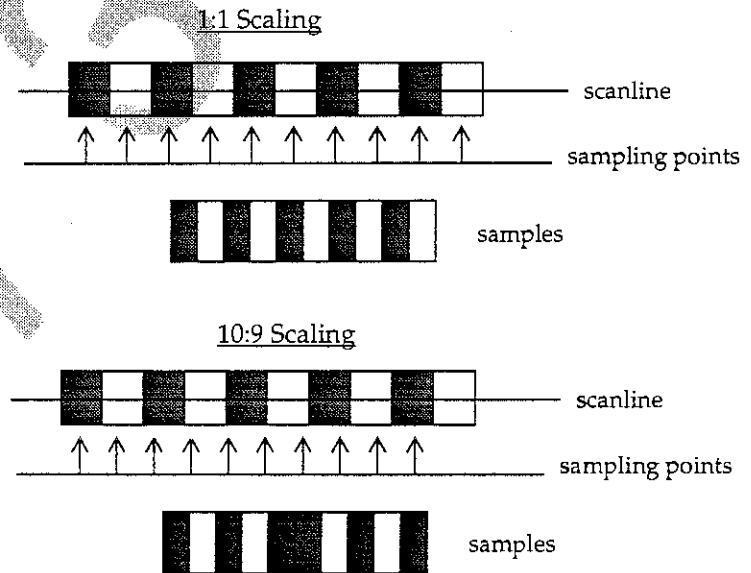 1:1 Scaling
scanline
sampling points
samples
10:9 Scaling
scanline
sampling points
samples